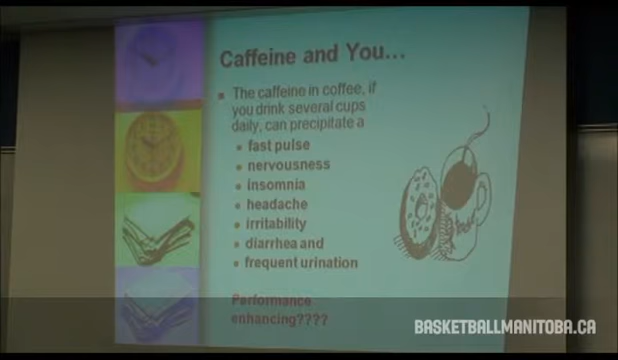 Caffeine and You...
The caffeine in coffee, if
you drink several cups
daily, can precipitate a
fast pulse
nervousness
insomnia
headache
irritability
diarrhea and
frequent urination
Performance
enhancing????
BASKETBALLMANITOBA.CA